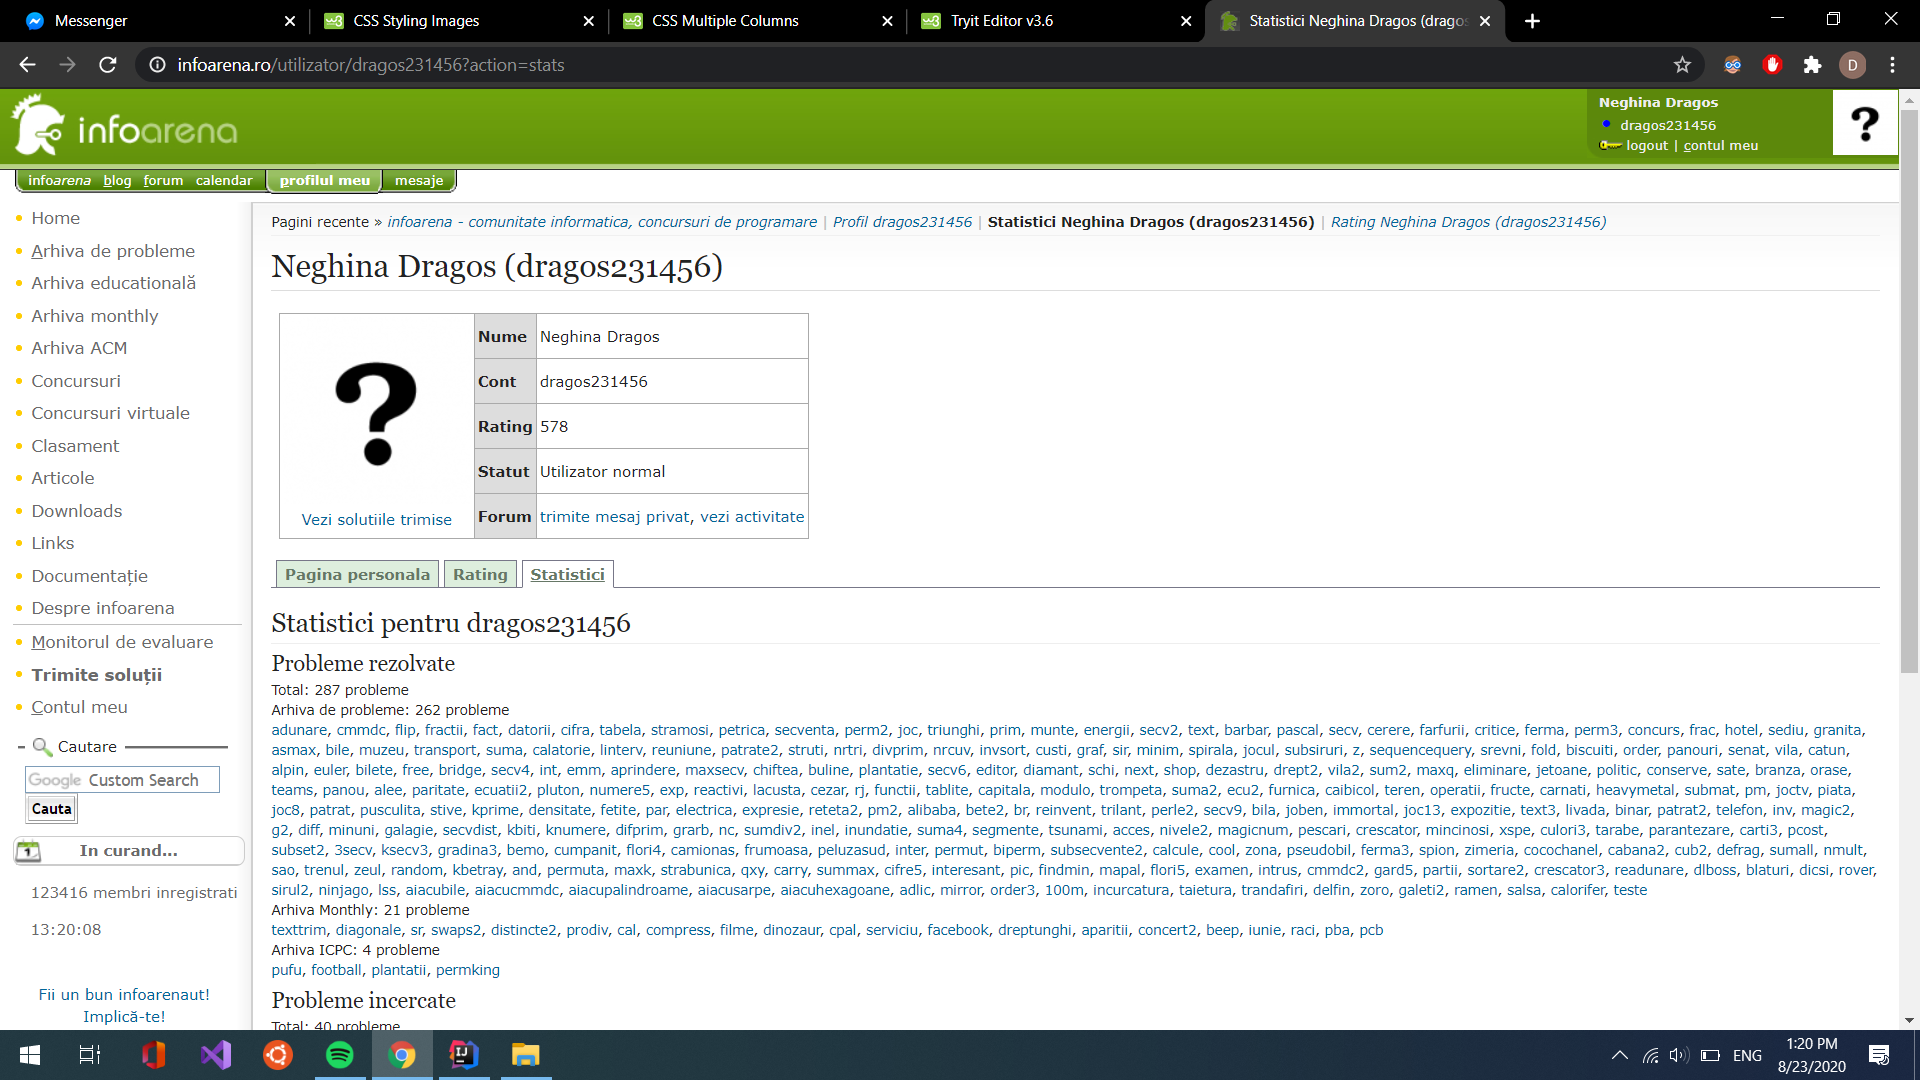 Messenger
CSS Styling Images
CSS Multiple Columns
Tryit Editor v3.6
Statistici Neghina Dragos (drago
infoarena.ro/utilizator/dragos231456?action=stats
D
infoarena
Neghina Dragos
dragos231456
logout | contul meu
infoarena blog forum calendar profilul meu mesaje
Home
Arhiva de probleme
Arhiva educațională
Arhiva monthly
Arhiva ACM
Concursuri
Concursuri virtuale
Clasament
Articole
Downloads
Links
Documentație
Despre infoarena
Monitorul de evaluare
Trimite soluții
Contul meu
Cautare
Google Custom Search
Cauta
1 In curand...
123416 membri inregistrati
13:20:08
Fii un bun infoarenaut!
Implică-te!
Pagini recente » infoarena - comunitate informatica, concursuri de programare | Profil dragos231456 | Statistici Neghina Dragos (dragos231456) | Rating Neghina Dragos (dragos231456)
Neghina Dragos (dragos231456)
Vezi solutiile trimise
Nume Neghina Dragos
Cont dragos231456
Rating 578
Statut Utilizator normal
Forum trimite mesaj privat, vezi activitate
Pagina personala Rating Statistici
Statistici pentru dragos231456
Probleme rezolvate
Total: 287 probleme
Arhiva de probleme: 262 probleme
adunare, cmmdc, flip, fractii, fact, datorii, cifra, tabela, stramosi, petrica, secventa, perm2, joc, triunghi, prim, munte, energii, secv2, text, barbar, pascal, secv, cerere, farfurii, critice, ferma, perm3, concurs, frac, hotel, sediu, granita,
asmax, bile, muzeu, transport, suma, calatorie, linterv, reuniune, patrate2, struti, nrtri, divprim, nrcuv, invsort, custi, graf, sir, minim, spirala, jocul, subsiruri, z, sequencequery, srevni, fold, biscuiti, order, panouri, senat, vila, catun,
alpin, euler, bilete, free, bridge, secv4, int, emm, aprindere, maxsecv, chiftea, buline, plantatie, secv6, editor, diamant, schi, next, shop, dezastru, drept2, vila2, sum2, maxq, eliminare, jetoane, politic, conserve, sate, branza, orase,
teams, panou, alee, paritate, ecuatii2, pluton, numere5, exp, reactivi, lacusta, cezar, rj, functii, tablite, capitala, modulo, trompeta, suma2, ecu2, furnica, caibicol, teren, operatii, fructe, carnati, heavymetal, submat, pm, joctv, piata,
joc8, patrat, pusculita, stive, kprime, densitate, fetite, par, electrica, expresie, reteta2, pm2, alibaba, bete2, br, reinvent, trilant, perle2, secv9, bila, joben, immortal, joc13, expozitie, text3, livada, binar, patrat2, telefon, inv, magic2,
g2, diff, minuni, galagie, secvdist, kbiti, knumere, difprim, grarb, nc, sumdiv2, inel, inundatie, suma4, segmente, tsunami, acces, nivele2, magicnum, pescari, crescator, mincinosi, xspe, culori3, tarabe, parantezare, carti3, pcost,
subset2, 3secv, ksecv3, gradina3, bemo, cumpanit, flori4, camionas, frumoasa, peluzasud, inter, permut, biperm, subsecvente2, calcule, cool, zona, pseudobil, ferma3, spion, zimeria, cocochanel, cabana2, cub2, defrag, sumall, nmult,
sao, trenul, zeul, random, kbetray, and, permuta, maxk, strabunica, qxy, carry, summax, cifre5, interesant, pic, findmin, mapal, flori5, examen, intrus, cmmdc2, gard5, partii, sortare2, crescator3, readunare, dlboss, blaturi, dicsi, rover,
sirul2, ninjago, lss, aiacubile, aiacucmmdc, aiacupalindroame, aiacusarpe, aiacuhexagoane, adlic, mirror, order3, 100m, incurcatura, taietura, trandafiri, delfin, zoro, galeti2, ramen, salsa, calorifer, teste
Arhiva Monthly: 21 probleme
texttrim, diagonale, sr, swaps2, distincte2, prodiv, cal, compress, filme, dinozaur, cpal, serviciu, facebook, dreptunghi, aparitii, concert2, beep, iunie, raci, pba, pcb
Arhiva ICPC: 4 probleme
pufu, football, plantatii, permking
Probleme incercate
Total: 40 probleme
ENG
1:20 PM
8/23/2020